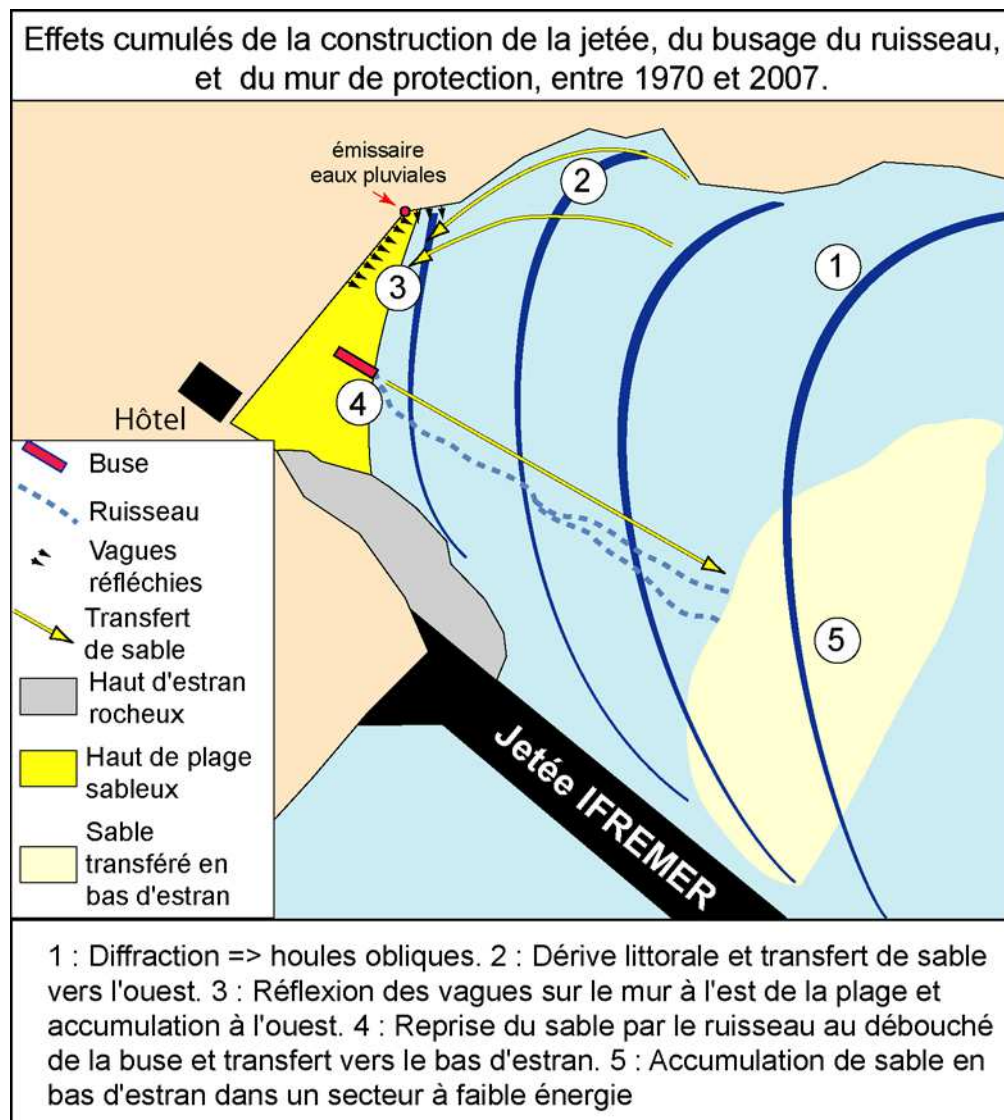 Effets cumulés de la construction de la jetée, du busage du ruisseau,
et du mur de protection, entre 1970 et 2007.
émissaire
eaux pluviales
2
1
3
4
Hôtel
Buse
Ruisseau
Vagues
réfléchies
Transfert
de sable
5
Haut d'estran
rocheux
Jetée IFREMER
Haut de plage
sableux
Sable
transféré en
bas d'estran
1 : Diffraction => houles obliques. 2 : Dérive littorale et transfert de sable
vers l'ouest. 3 : Réflexion des vagues sur le mur à l'est de la plage et
accumulation à l'ouest. 4 : Reprise du sable par le ruisseau au débouché
de la buse et transfert vers le bas d'estran. 5 : Accumulation de sable en
bas d'estran dans un secteur à faible énergie